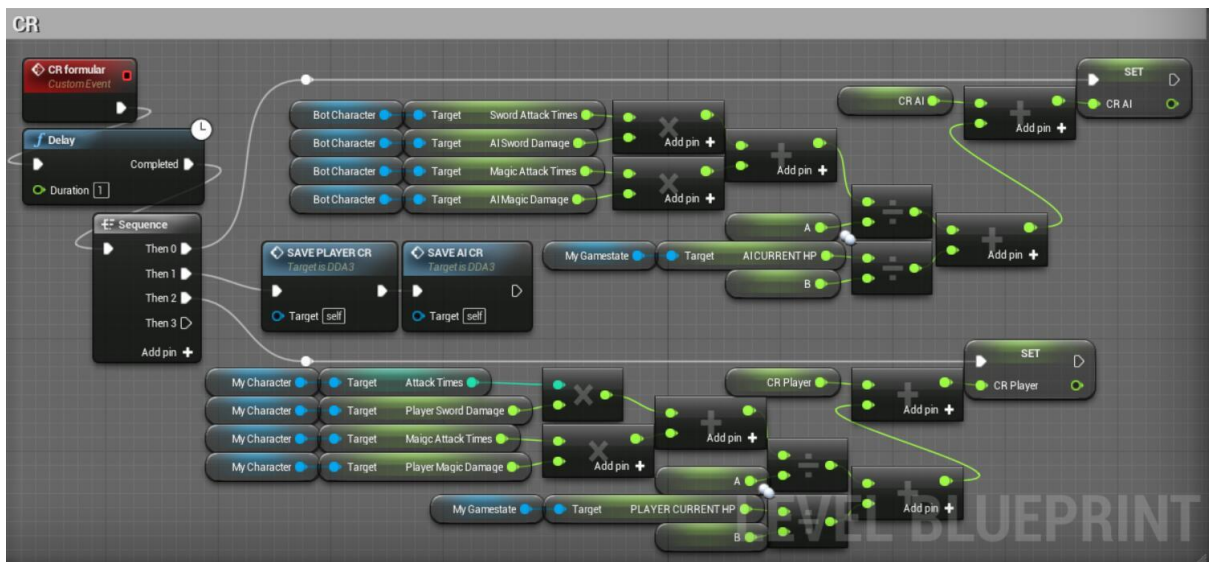 CR
CR formular
Custom Event
Delay
Completed
Duration 1
Sequence
Then 0
Then 1
Then 2
Then 3
Add pin +
SAVE PLAYER CR
Target is DDA3
Target self
SAVE AI CR
Target is DDA3
Target self
Bot Character Target Sword Attack Times
Bot Character Target AI Sword Damage
Bot Character Target Magic Attack Times
Bot Character Target AI Magic Damage
× Add pin +
× Add pin +
+ Add pin +
A
My Gamestate Target AI CURRENT HP
B
÷
÷
+ Add pin +
CR AI
+ Add pin +
SET
CR AI
My Character Target Attack Times
My Character Target Player Sword Damage
My Character Target Maigc Attack Times
My Character Target Player Magic Damage
×
× Add pin +
+ Add pin +
A
My Gamestate Target PLAYER CURRENT HP
B
÷
÷
+ Add pin +
CR Player
+ Add pin +
SET
CR Player
LEVEL BLUEPRINT